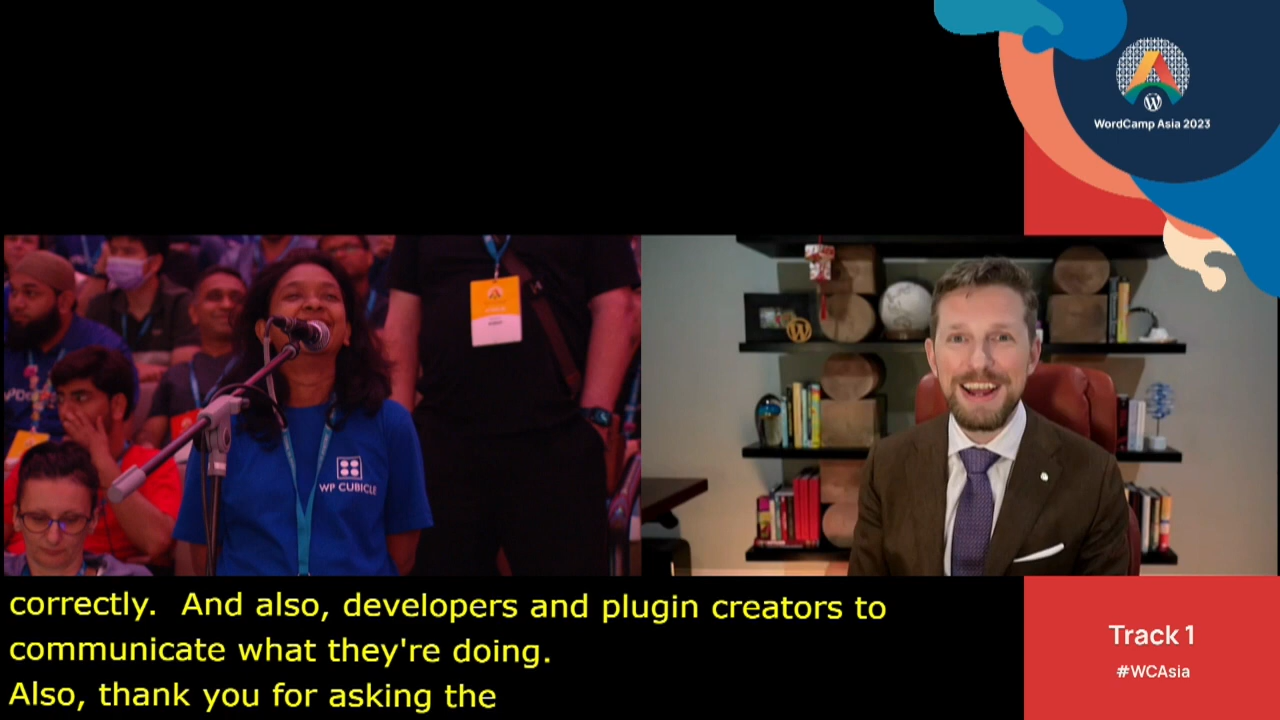 WordCamp Asia 2023
WP CUBICLE
correctly.  And also, developers and plugin creators to
communicate what they're doing.
Also, thank you for asking the
Track 1
#WCAsia